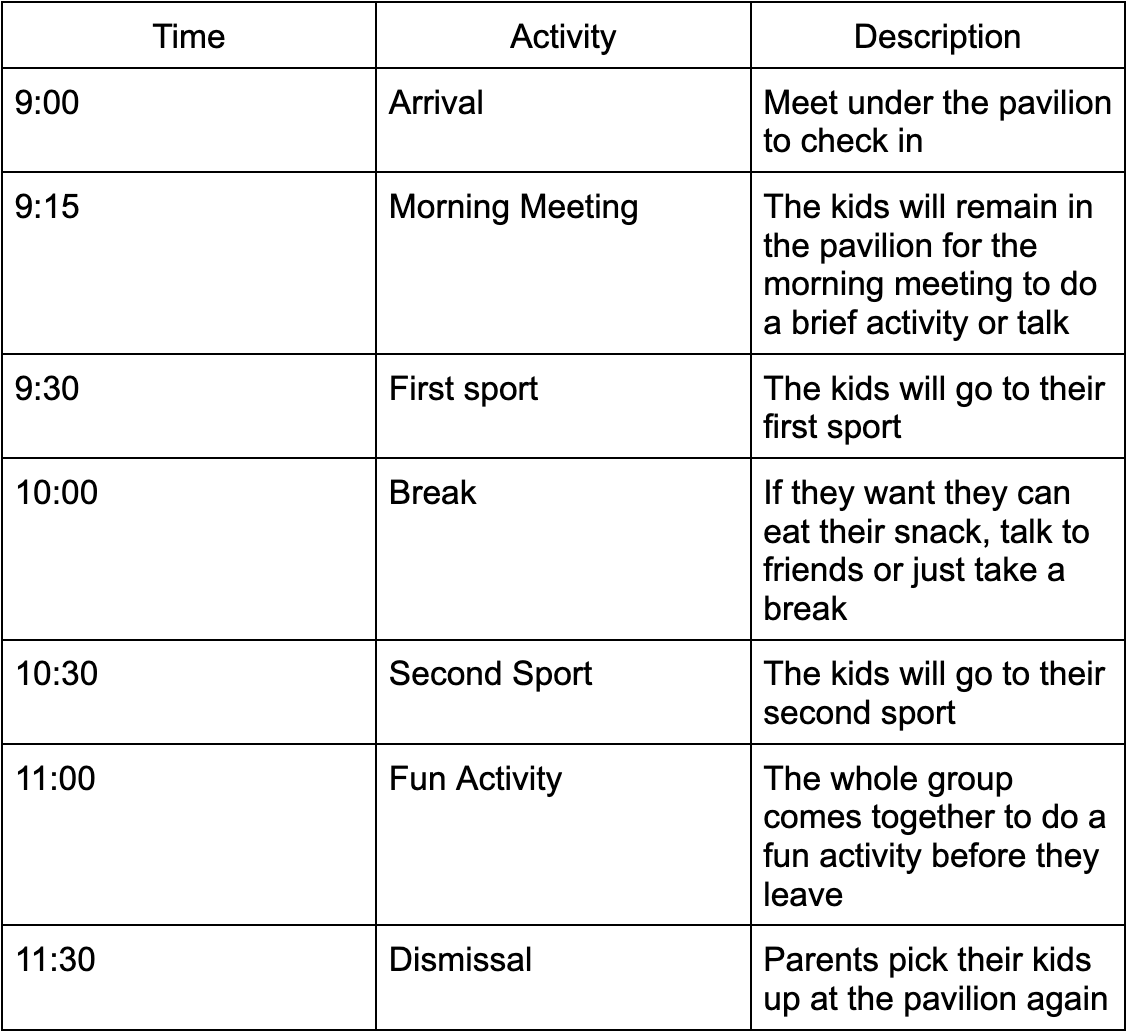 Time Activity Description
9:00 Arrival Meet under the pavilion
to check in
9:15 Morning Meeting The kids will remain in
the pavilion for the
morning meeting to do
a brief activity or talk
9:30 First sport The kids will go to their
first sport
10:00 Break If they want they can
eat their snack, talk to
friends or just take a
break
10:30 Second Sport The kids will go to their
second sport
11:00 Fun Activity The whole group
comes together to do a
fun activity before they
leave
11:30 Dismissal Parents pick their kids
up at the pavilion again